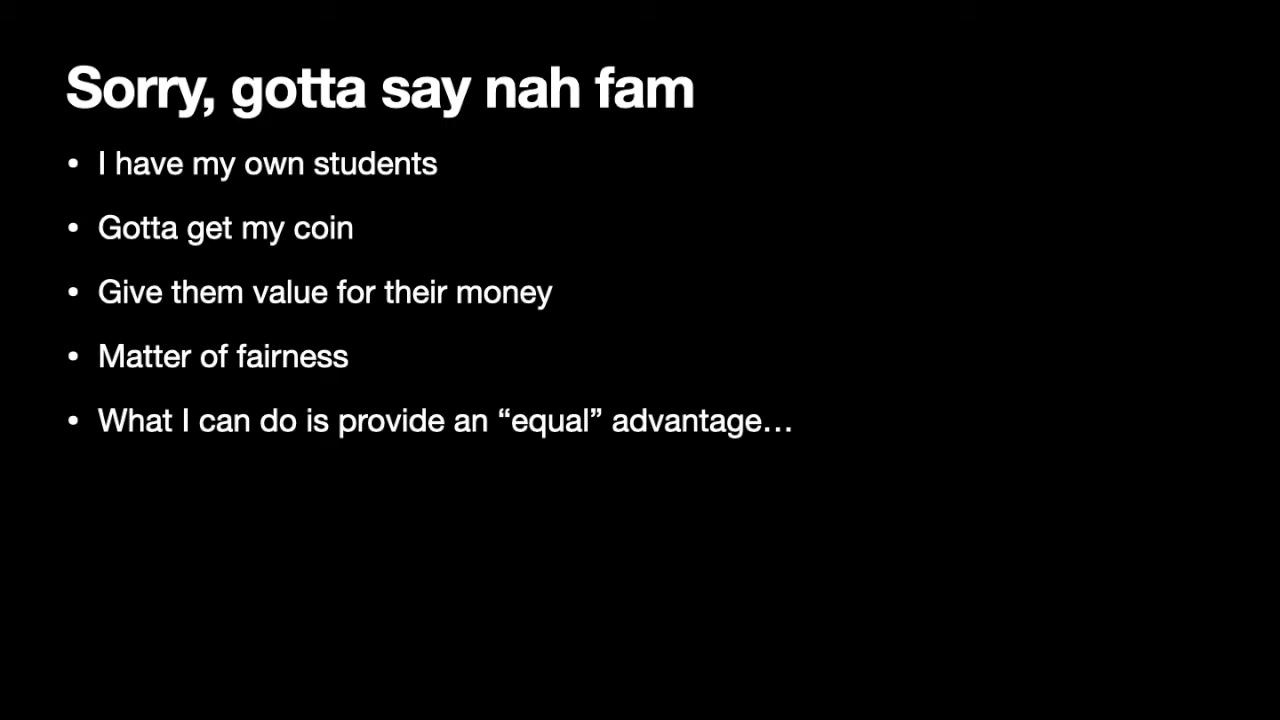 Sorry, gotta say nah fam
• I have my own students
• Gotta get my coin
• Give them value for their money
• Matter of fairness
• What I can do is provide an “equal” advantage…